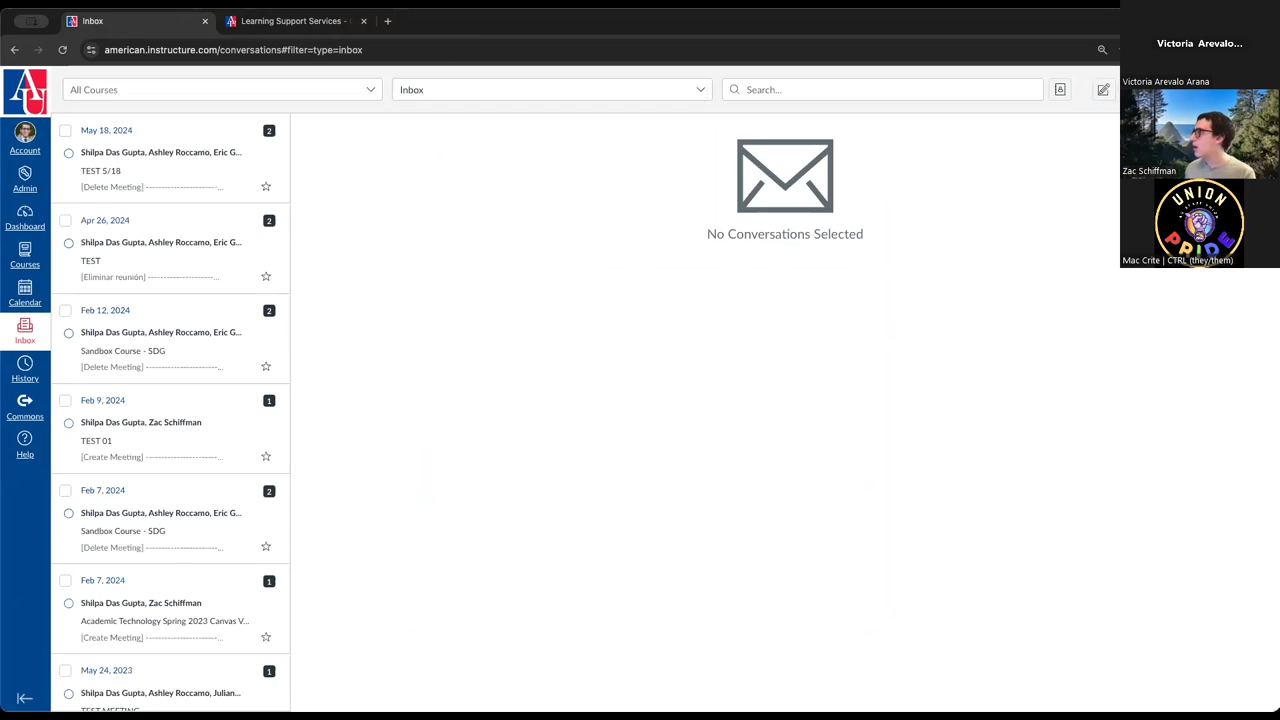 Inbox
Learning Support Services -
american.instructure.com/conversations#filter=type=inbox
AU
All Courses
Inbox
Search...
Account
Admin
Dashboard
Courses
Calendar
Inbox
History
Commons
Help
May 18, 2024
2
Shilpa Das Gupta, Ashley Roccamo, Eric G...
TEST 5/18
[Delete Meeting] -----------------------...
Apr 26, 2024
2
Shilpa Das Gupta, Ashley Roccamo, Eric G...
TEST
[Eliminar reunión] ---------------------...
Feb 12, 2024
2
Shilpa Das Gupta, Ashley Roccamo, Eric G...
Sandbox Course - SDG
[Delete Meeting] -----------------------...
Feb 9, 2024
1
Shilpa Das Gupta, Zac Schiffman
TEST 01
[Create Meeting] -----------------------...
Feb 7, 2024
2
Shilpa Das Gupta, Ashley Roccamo, Eric G...
Sandbox Course - SDG
[Delete Meeting] -----------------------...
Feb 7, 2024
1
Shilpa Das Gupta, Zac Schiffman
Academic Technology Spring 2023 Canvas V...
[Create Meeting] -----------------------...
May 24, 2023
1
Shilpa Das Gupta, Ashley Roccamo, Julian...
TEST MEETING
No Conversations Selected
Victoria Arevalo...
Victoria Arevalo Arana
Zac Schiffman
UNION
PRIDE
Mac Crite | CTRL (they/them)